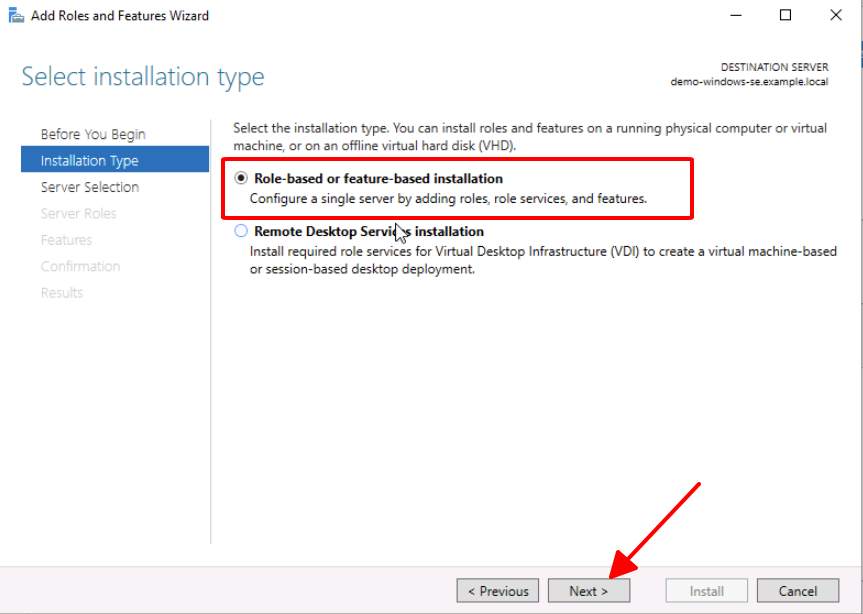 Add Roles and Features Wizard
Select installation type
DESTINATION SERVER
demo-windows-se.example.local
Before You Begin
Installation Type
Server Selection
Server Roles
Features
Confirmation
Results
Select the installation type. You can install roles and features on a running physical computer or virtual
machine, or on an offline virtual hard disk (VHD).
Role-based or feature-based installation
Configure a single server by adding roles, role services, and features.
Remote Desktop Services installation
Install required role services for Virtual Desktop Infrastructure (VDI) to create a virtual machine-based
or session-based desktop deployment.
< Previous
Next >
Install
Cancel